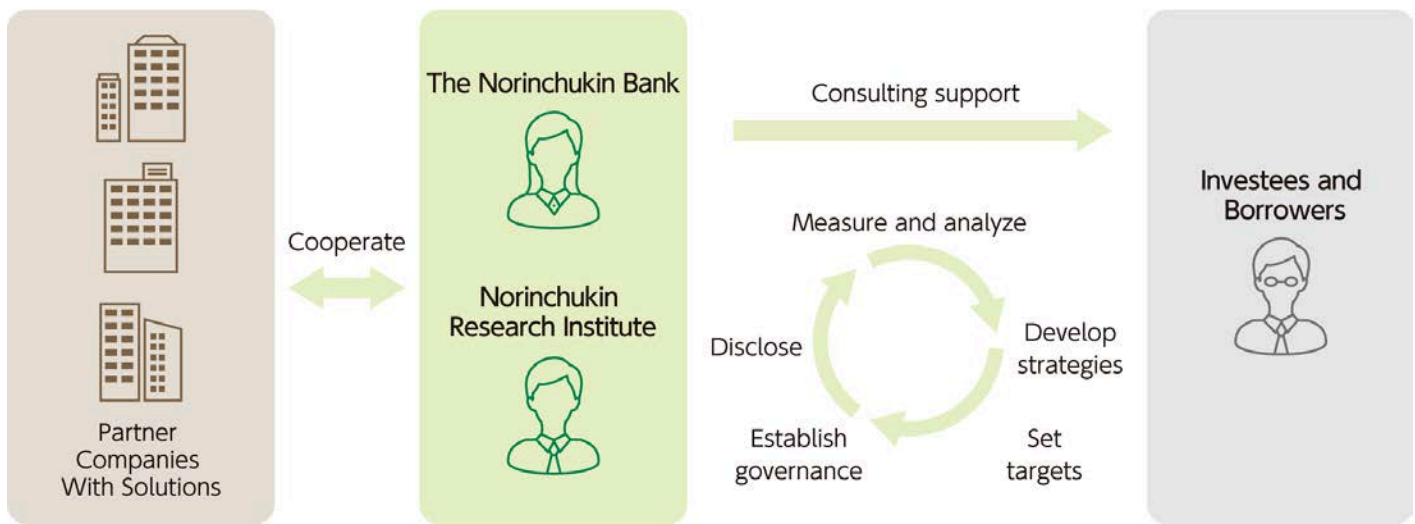 Partner
Companies
With Solutions
Cooperate
The Norinchukin Bank
Norinchukin
Research Institute
Consulting support
Measure and analyze
Develop
strategies
Set
targets
Establish
governance
Disclose
Investees and
Borrowers